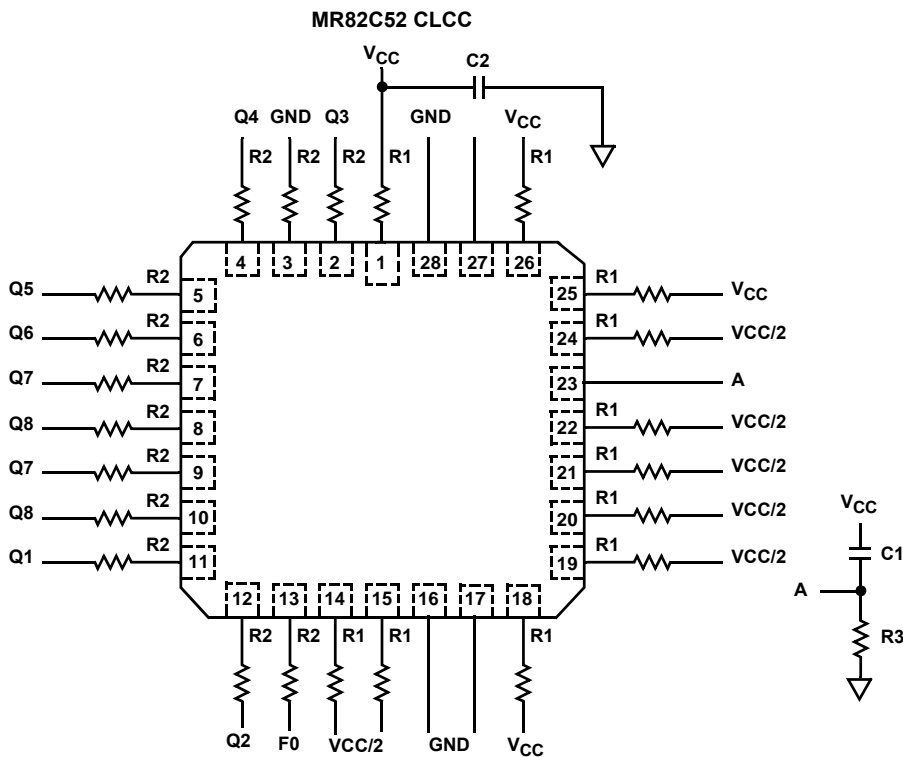 MR82C52 CLCC
VCC
C2
Q4 GND Q3 GND VCC
R2 R2 R2 R1 R1
4 3 2 1 28 27 26
Q5 R2 5 25 R1 VCC
Q6 R2 6 24 R1 VCC/2
Q7 R2 7 23 A
Q8 R2 8 22 R1 VCC/2
Q7 R2 9 21 R1 VCC/2
Q8 R2 10 20 R1 VCC/2
Q1 R2 11 19 R1 VCC/2
12 13 14 15 16 17 18
R2 R2 R1 R1 R1
Q2 F0 VCC/2 GND VCC
VCC
C1
A
R3